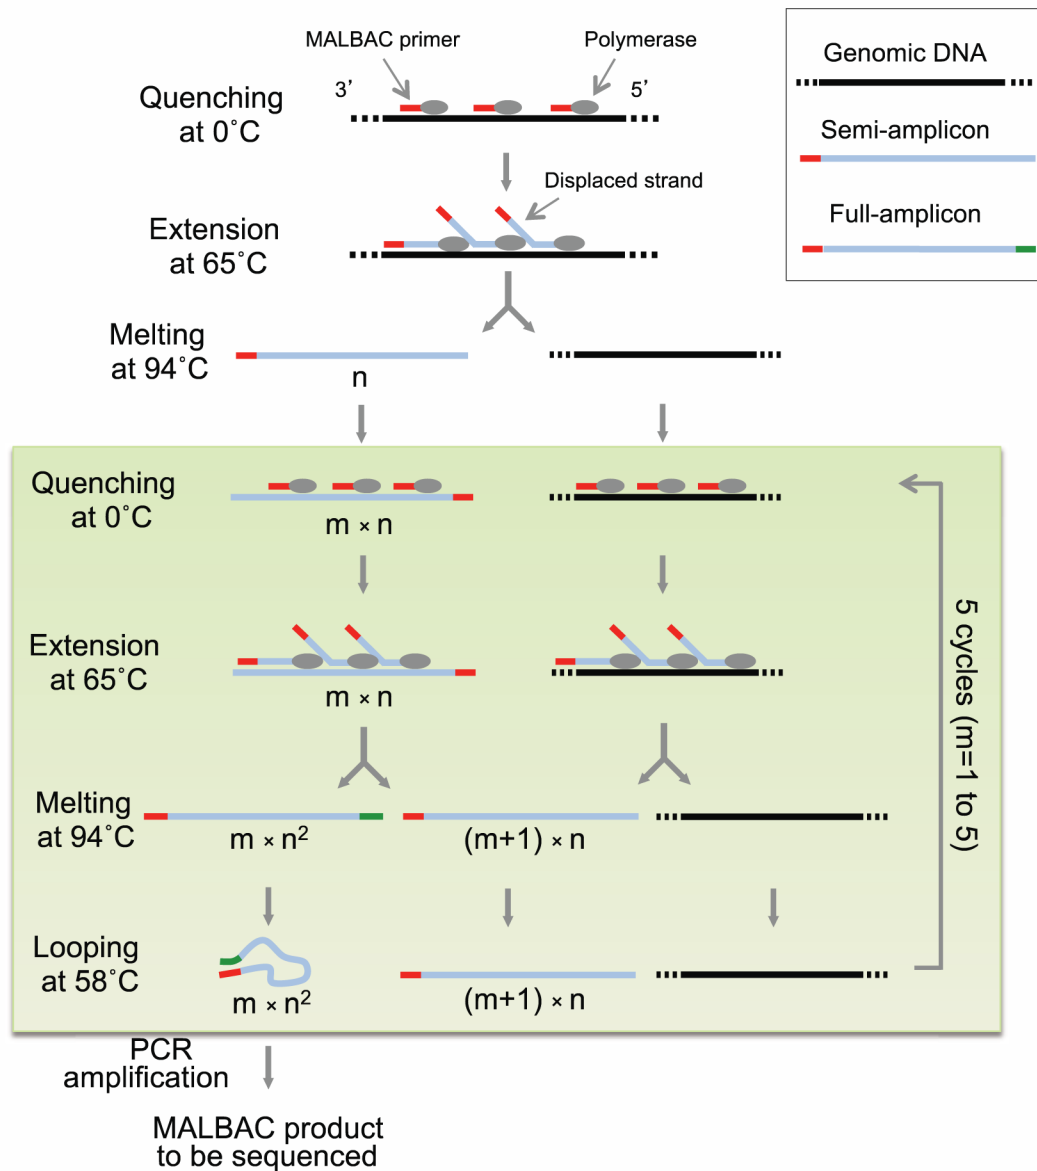 MALBAC primer
Polymerase
Genomic DNA
3’
5’
Quenching
at 0˚C
Semi-amplicon
Displaced strand
Full-amplicon
Extension
at 65˚C
Melting
at 94˚C
n
Quenching
at 0˚C
m × n
Extension
at 65˚C
m × n
5 cycles (m=1 to 5)
Melting
at 94˚C
m × n²
(m+1) × n
Looping
at 58˚C
m × n²
(m+1) × n
PCR
amplification
MALBAC product
to be sequenced